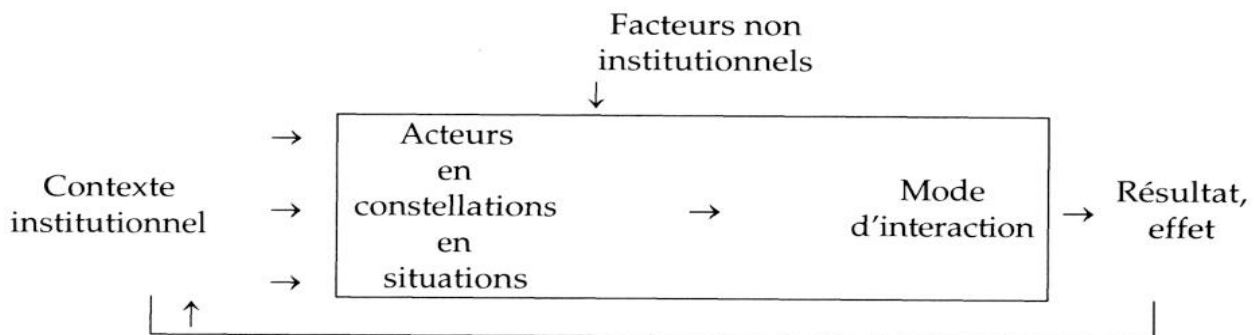 Facteurs non
institutionnels
↓
→ Acteurs
en
Contexte
institutionnel
→ constellations → Mode
d'interaction → Résultat,
effet
en
→ situations
↑